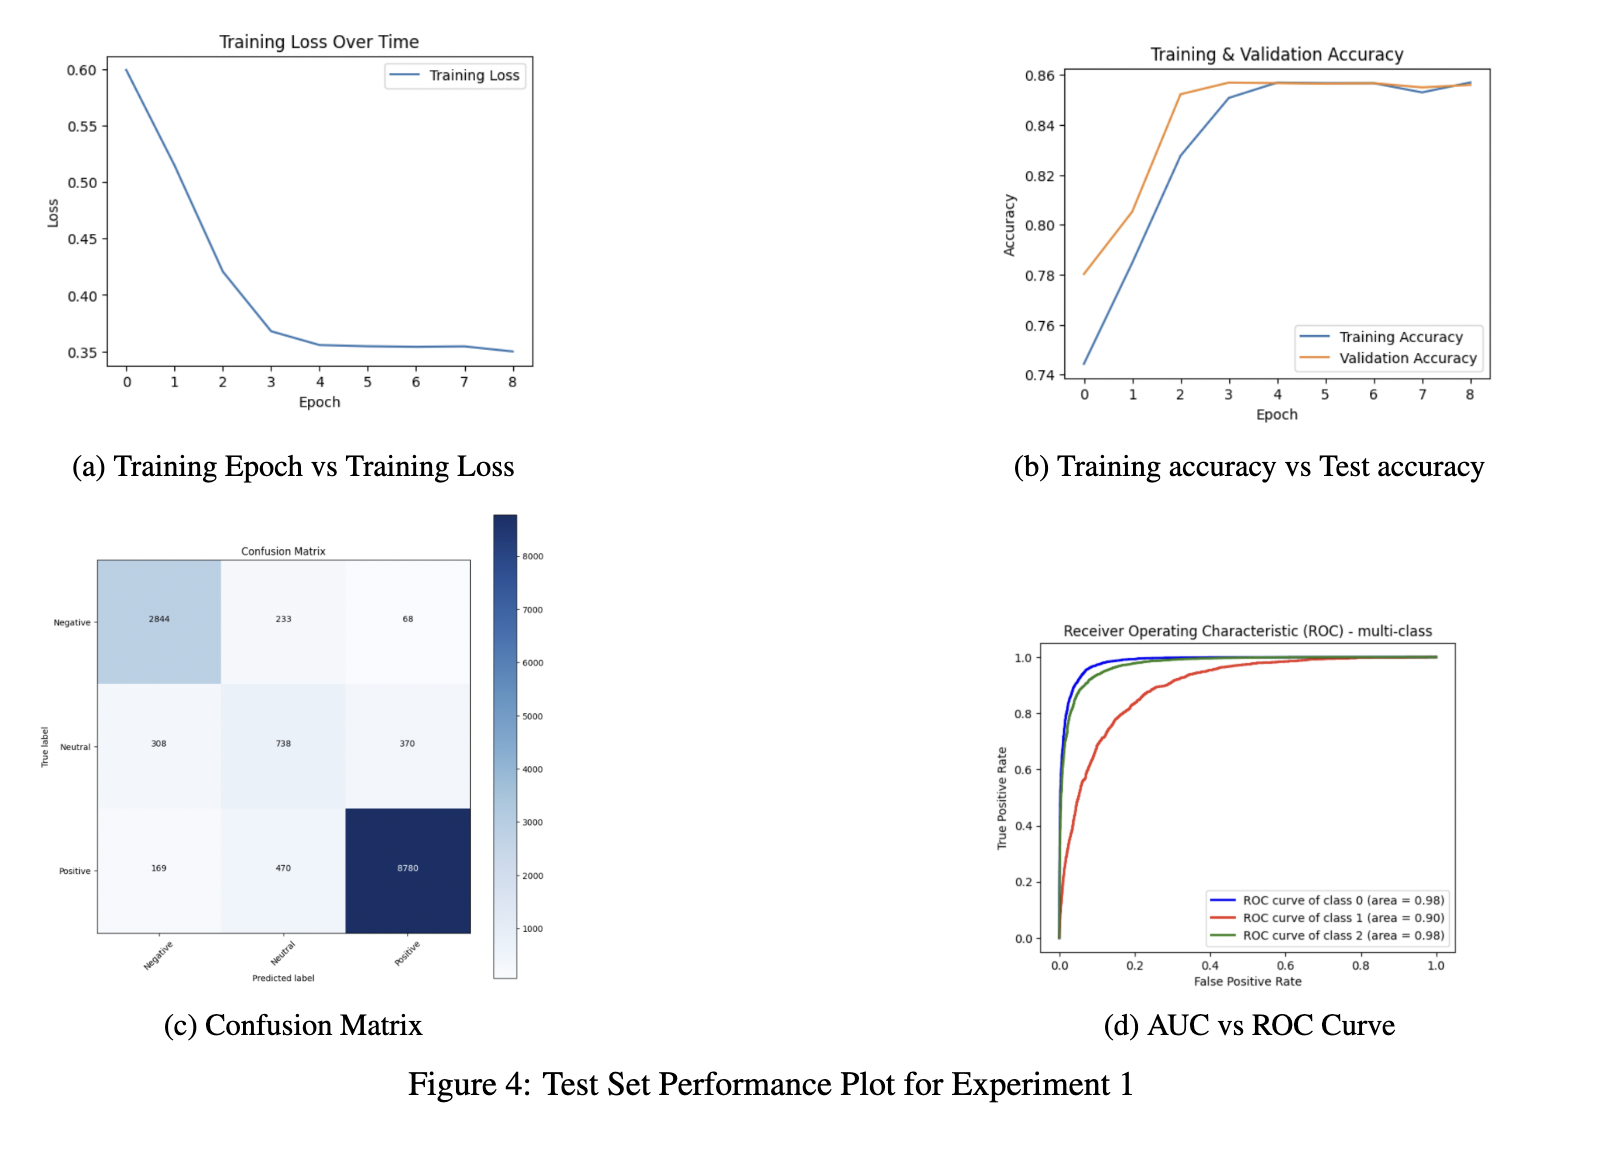 Training Loss Over Time
Training Loss
0.60
0.55
0.50
0.45
0.40
0.35
Loss
0 1 2 3 4 5 6 7 8
Epoch
(a) Training Epoch vs Training Loss
Training & Validation Accuracy
0.86
0.84
0.82
0.80
0.78
0.76
0.74
Accuracy
Training Accuracy
Validation Accuracy
0 1 2 3 4 5 6 7 8
Epoch
(b) Training accuracy vs Test accuracy
Confusion Matrix
True label
Negative 2844 233 68
Neutral 308 738 370
Positive 169 470 8780
Negative Neutral Positive
Predicted label
8000
7000
6000
5000
4000
3000
2000
1000
(c) Confusion Matrix
Receiver Operating Characteristic (ROC) - multi-class
1.0
0.8
0.6
0.4
0.2
0.0
True Positive Rate
ROC curve of class 0 (area = 0.98)
ROC curve of class 1 (area = 0.90)
ROC curve of class 2 (area = 0.98)
0.0 0.2 0.4 0.6 0.8 1.0
False Positive Rate
(d) AUC vs ROC Curve
Figure 4: Test Set Performance Plot for Experiment 1